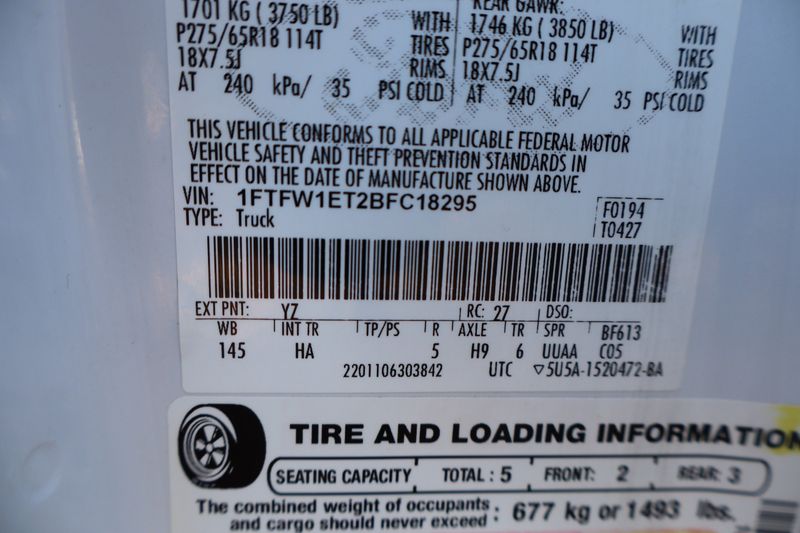 1701 KG ( 3750 LB) WITH
P275/65R18 114T TIRES
18X7.5J RIMS
AT 240 kPa/ 35 PSI COLD
REAR GAWR:
1746 KG ( 3850 LB) WITH
P275/65R18 114T TIRES
18X7.5J RIMS
AT 240 kPa/ 35 PSI COLD
THIS VEHICLE CONFORMS TO ALL APPLICABLE FEDERAL MOTOR
VEHICLE SAFETY AND THEFT PREVENTION STANDARDS IN
EFFECT ON THE DATE OF MANUFACTURE SHOWN ABOVE.
VIN: 1FTFW1ET2BFC18295
TYPE: Truck
F0194
T0427
EXT PNT: YZ RC: 27 DSO:
WB INT TR TP/PS R AXLE TR SPR BF613
145 HA 5 H9 6 UUAA C05
2201106303842 UTC ▽5U5A-1520472-BA
TIRE AND LOADING INFORMATION
SEATING CAPACITY TOTAL : 5 FRONT: 2 REAR: 3
The combined weight of occupants
and cargo should never exceed : 677 kg or 1493 lbs.